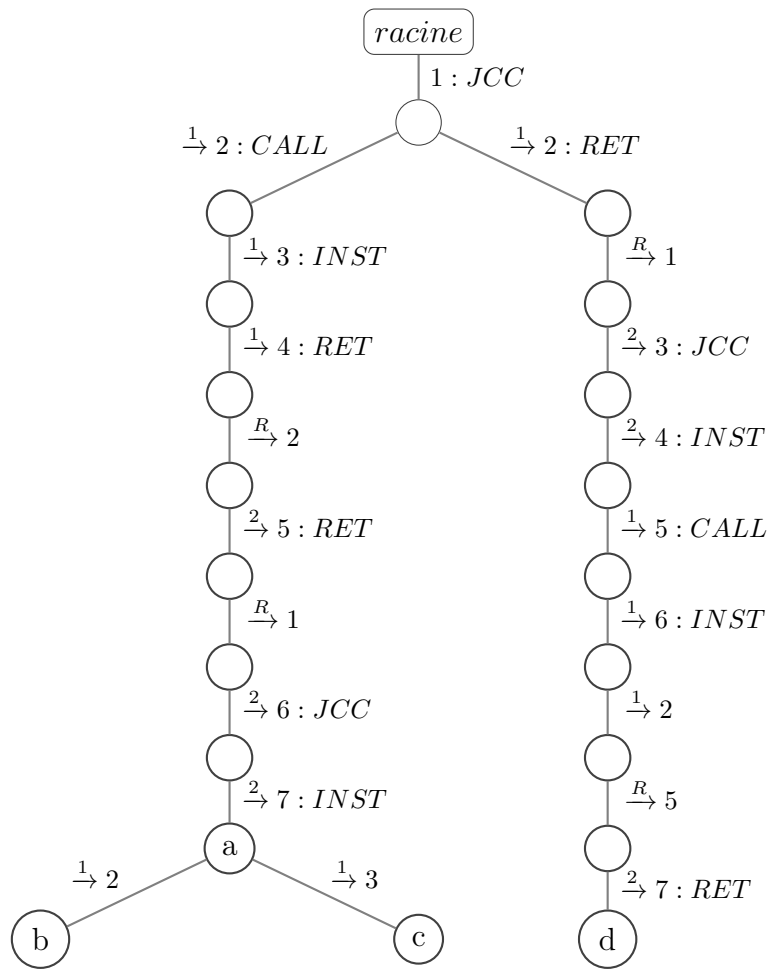 racine
1 : JCC
1→ 2 : CALL
1→ 2 : RET
1→ 3 : INST
R→ 1
1→ 4 : RET
2→ 3 : JCC
R→ 2
2→ 4 : INST
2→ 5 : RET
1→ 5 : CALL
R→ 1
1→ 6 : INST
2→ 6 : JCC
1→ 2
2→ 7 : INST
R→ 5
a
1→ 2
1→ 3
2→ 7 : RET
b
c
d